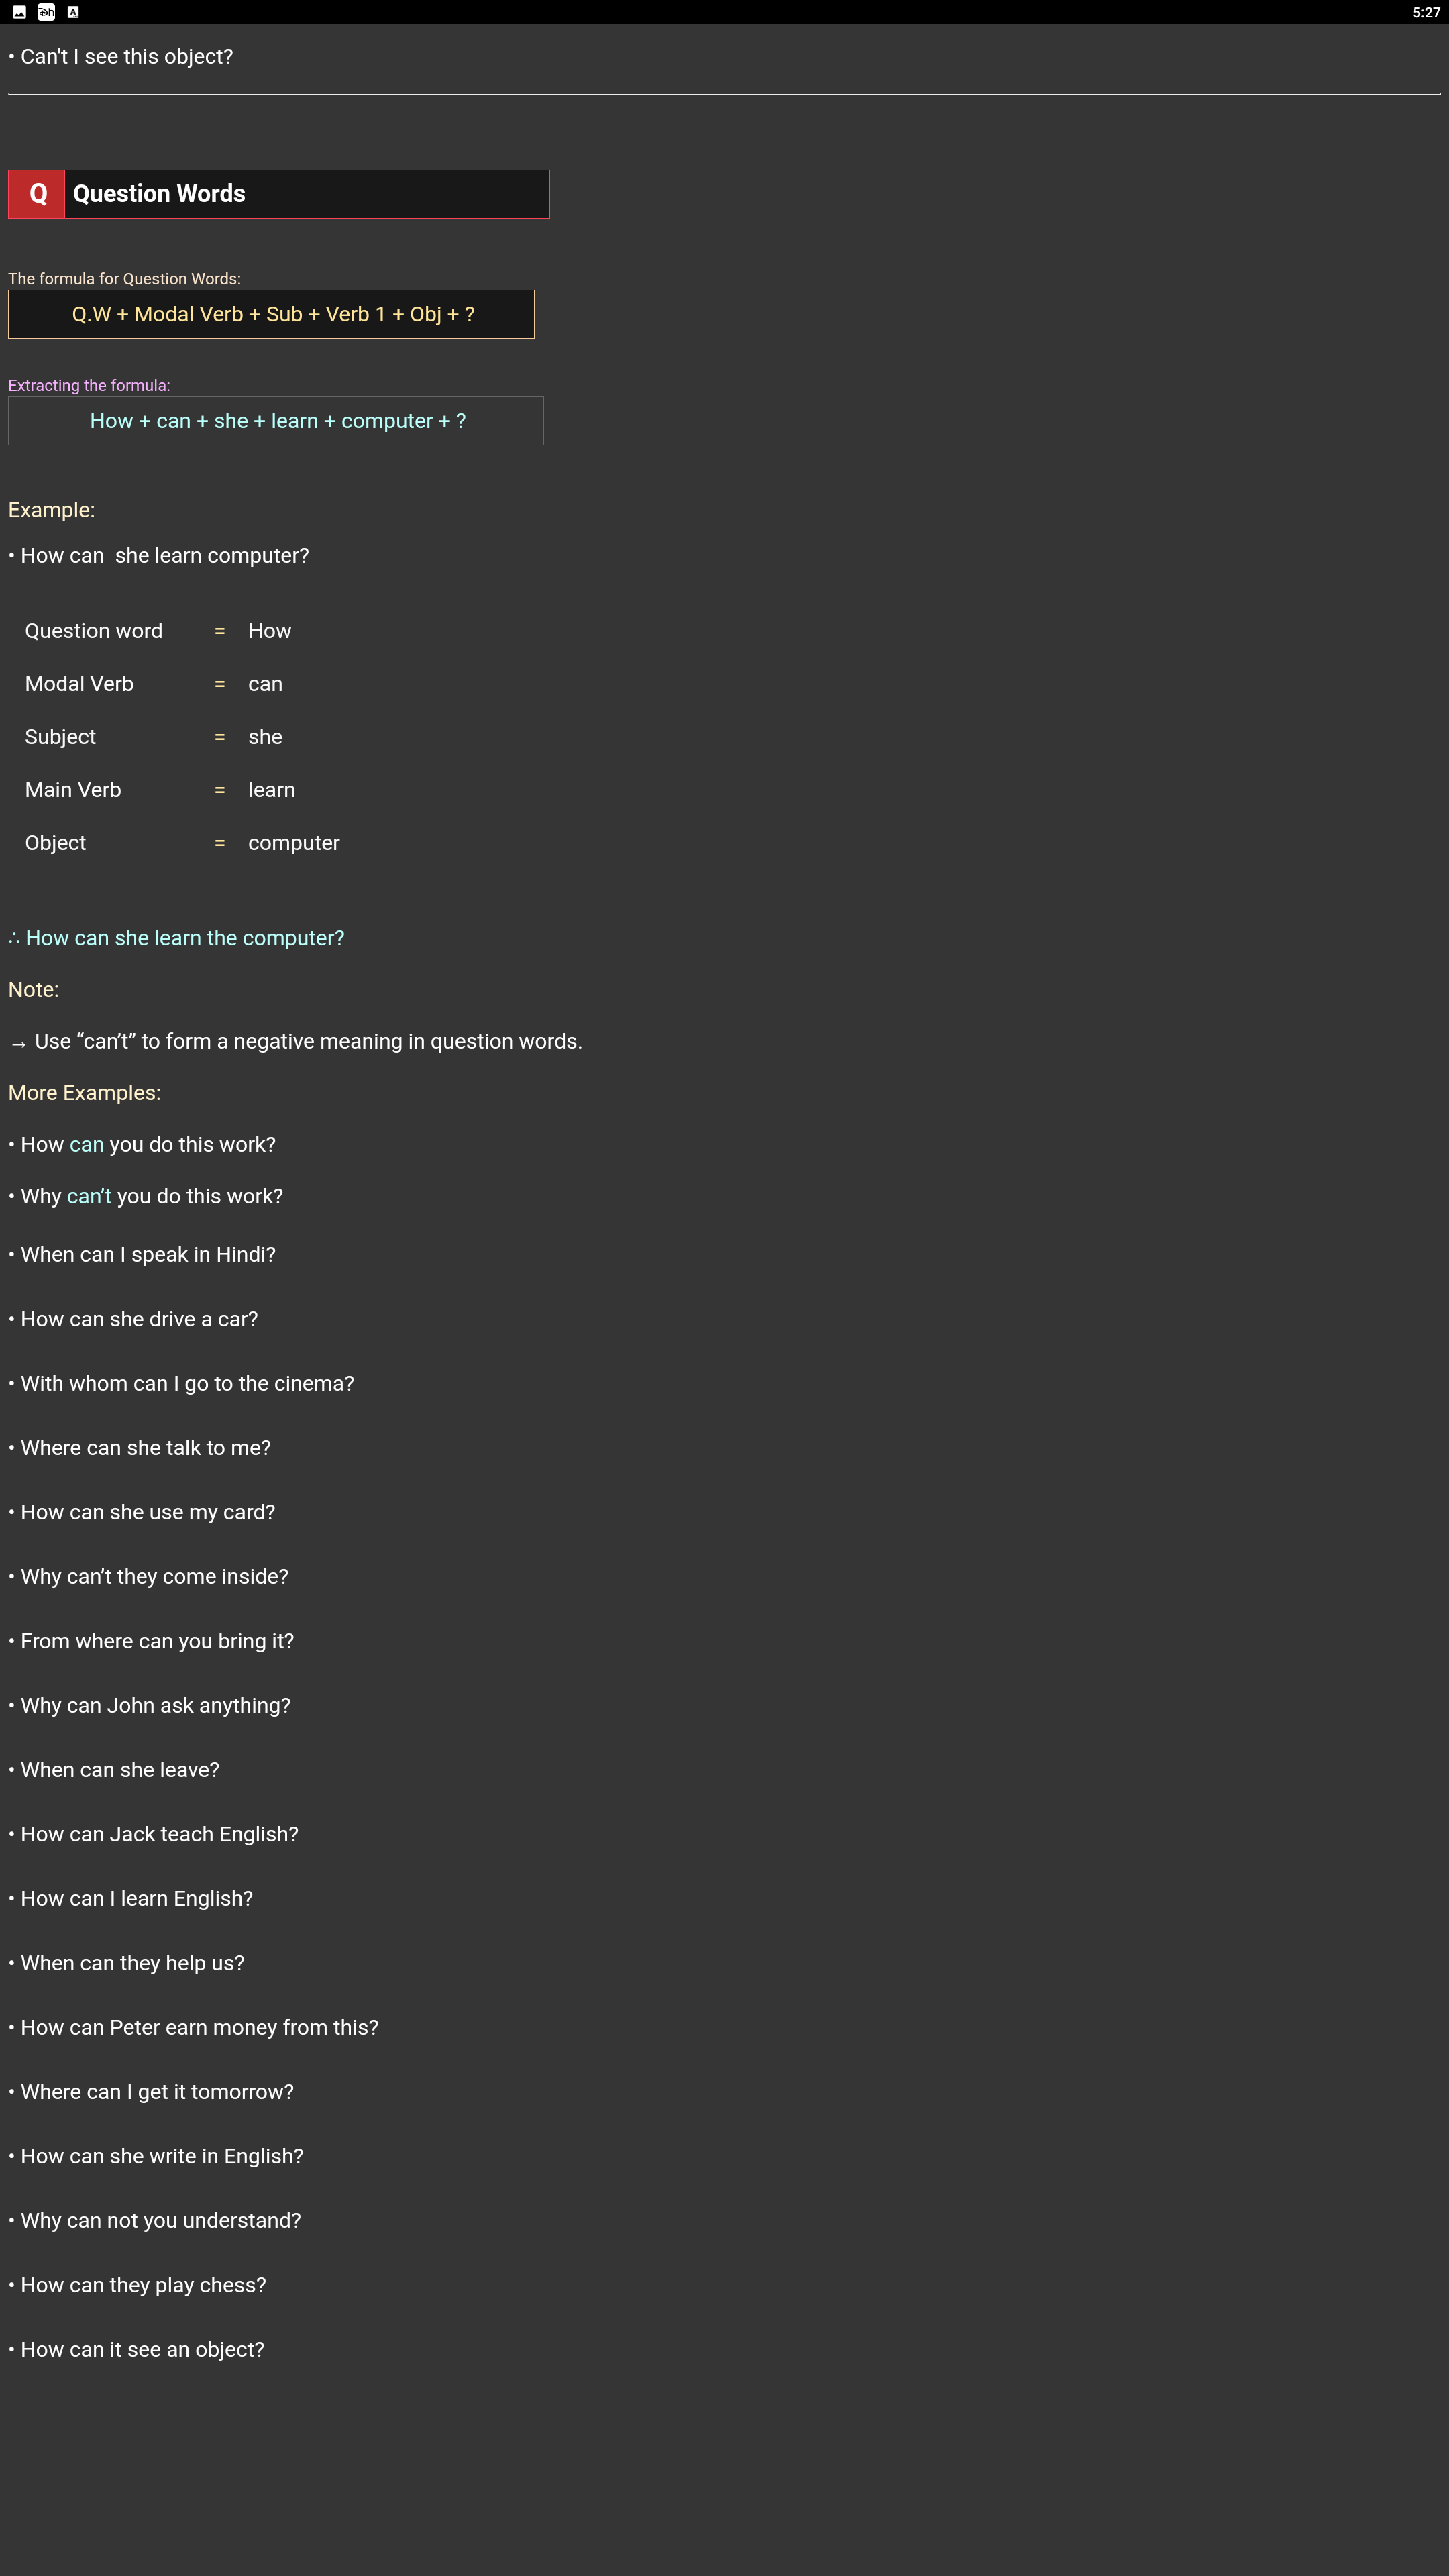 5:27
• Can't I see this object?
Q Question Words
The formula for Question Words:
Q.W + Modal Verb + Sub + Verb 1 + Obj + ?
Extracting the formula:
How + can + she + learn + computer + ?
Example:
• How can  she learn computer?
Question word = How
Modal Verb = can
Subject = she
Main Verb = learn
Object = computer
∴ How can she learn the computer?
Note:
→ Use “can’t” to form a negative meaning in question words.
More Examples:
• How can you do this work?
• Why can’t you do this work?
• When can I speak in Hindi?
• How can she drive a car?
• With whom can I go to the cinema?
• Where can she talk to me?
• How can she use my card?
• Why can’t they come inside?
• From where can you bring it?
• Why can John ask anything?
• When can she leave?
• How can Jack teach English?
• How can I learn English?
• When can they help us?
• How can Peter earn money from this?
• Where can I get it tomorrow?
• How can she write in English?
• Why can not you understand?
• How can they play chess?
• How can it see an object?